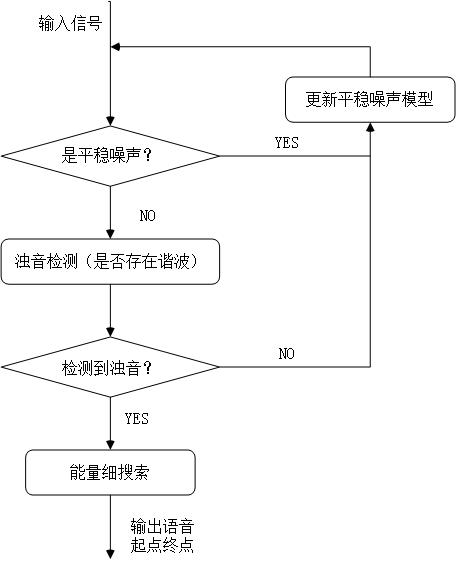 输入信号
更新平稳噪声模型
是平稳噪声？
YES
NO
浊音检测（是否存在谐波）
检测到浊音？
NO
YES
能量细搜索
输出语音
起点终点